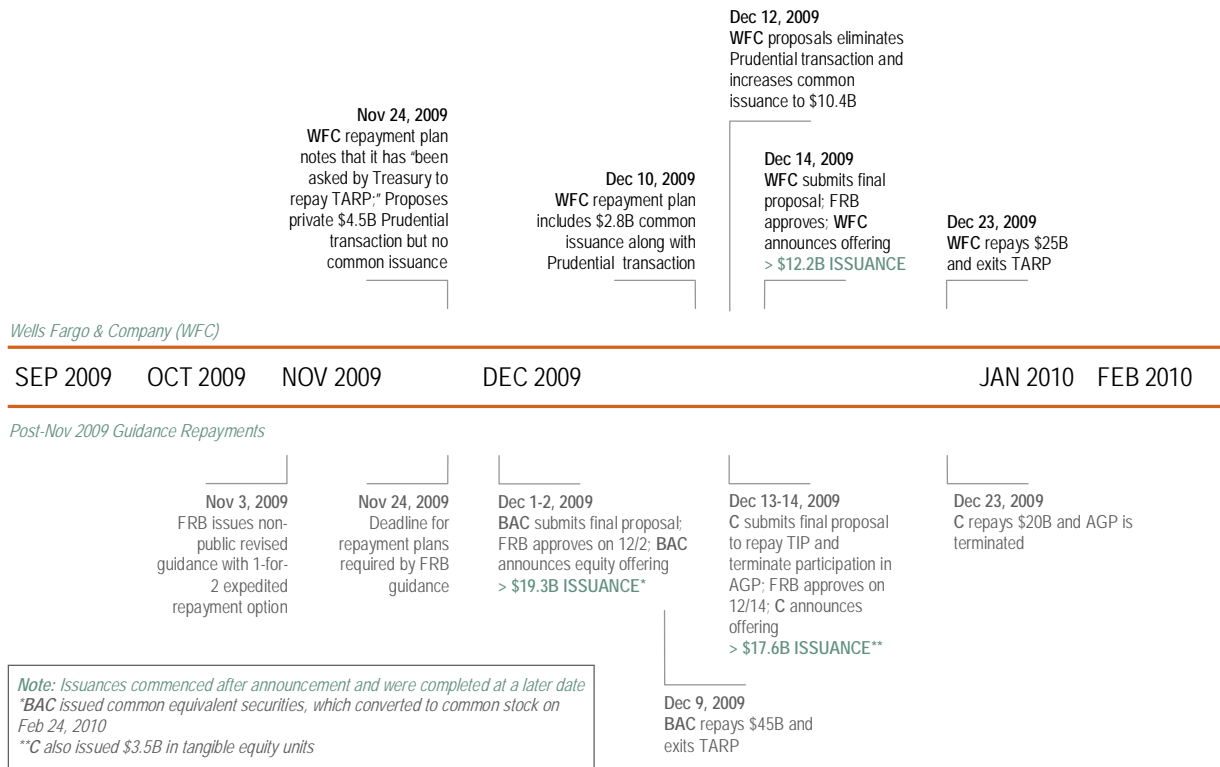 Dec 12, 2009
WFC proposals eliminates
Prudential transaction and
increases common
issuance to $10.4B
Nov 24, 2009
WFC repayment plan
notes that it has "been
asked by Treasury to
repay TARP;" Proposes
private $4.5B Prudential
transaction but no
common issuance
Dec 10, 2009
WFC repayment plan
includes $2.8B common
issuance along with
Prudential transaction
Dec 14, 2009
WFC submits final
proposal; FRB
approves; WFC
announces offering
> $12.2B ISSUANCE
Dec 23, 2009
WFC repays $25B
and exits TARP
Wells Fargo & Company (WFC)
SEP 2009 OCT 2009 NOV 2009 DEC 2009 JAN 2010 FEB 2010
Post-Nov 2009 Guidance Repayments
Nov 3, 2009
FRB issues non-
public revised
guidance with 1-for-
2 expedited
repayment option
Nov 24, 2009
Deadline for
repayment plans
required by FRB
guidance
Dec 1-2, 2009
BAC submits final proposal;
FRB approves on 12/2; BAC
announces equity offering
> $19.3B ISSUANCE*
Dec 13-14, 2009
C submits final proposal
to repay TIP and
terminate participation in
AGP; FRB approves on
12/14; C announces
offering
> $17.6B ISSUANCE**
Dec 23, 2009
C repays $20B and AGP is
terminated
Dec 9, 2009
BAC repays $45B and
exits TARP
Note: Issuances commenced after announcement and were completed at a later date
*BAC issued common equivalent securities, which converted to common stock on
Feb 24, 2010
**C also issued $3.5B in tangible equity units